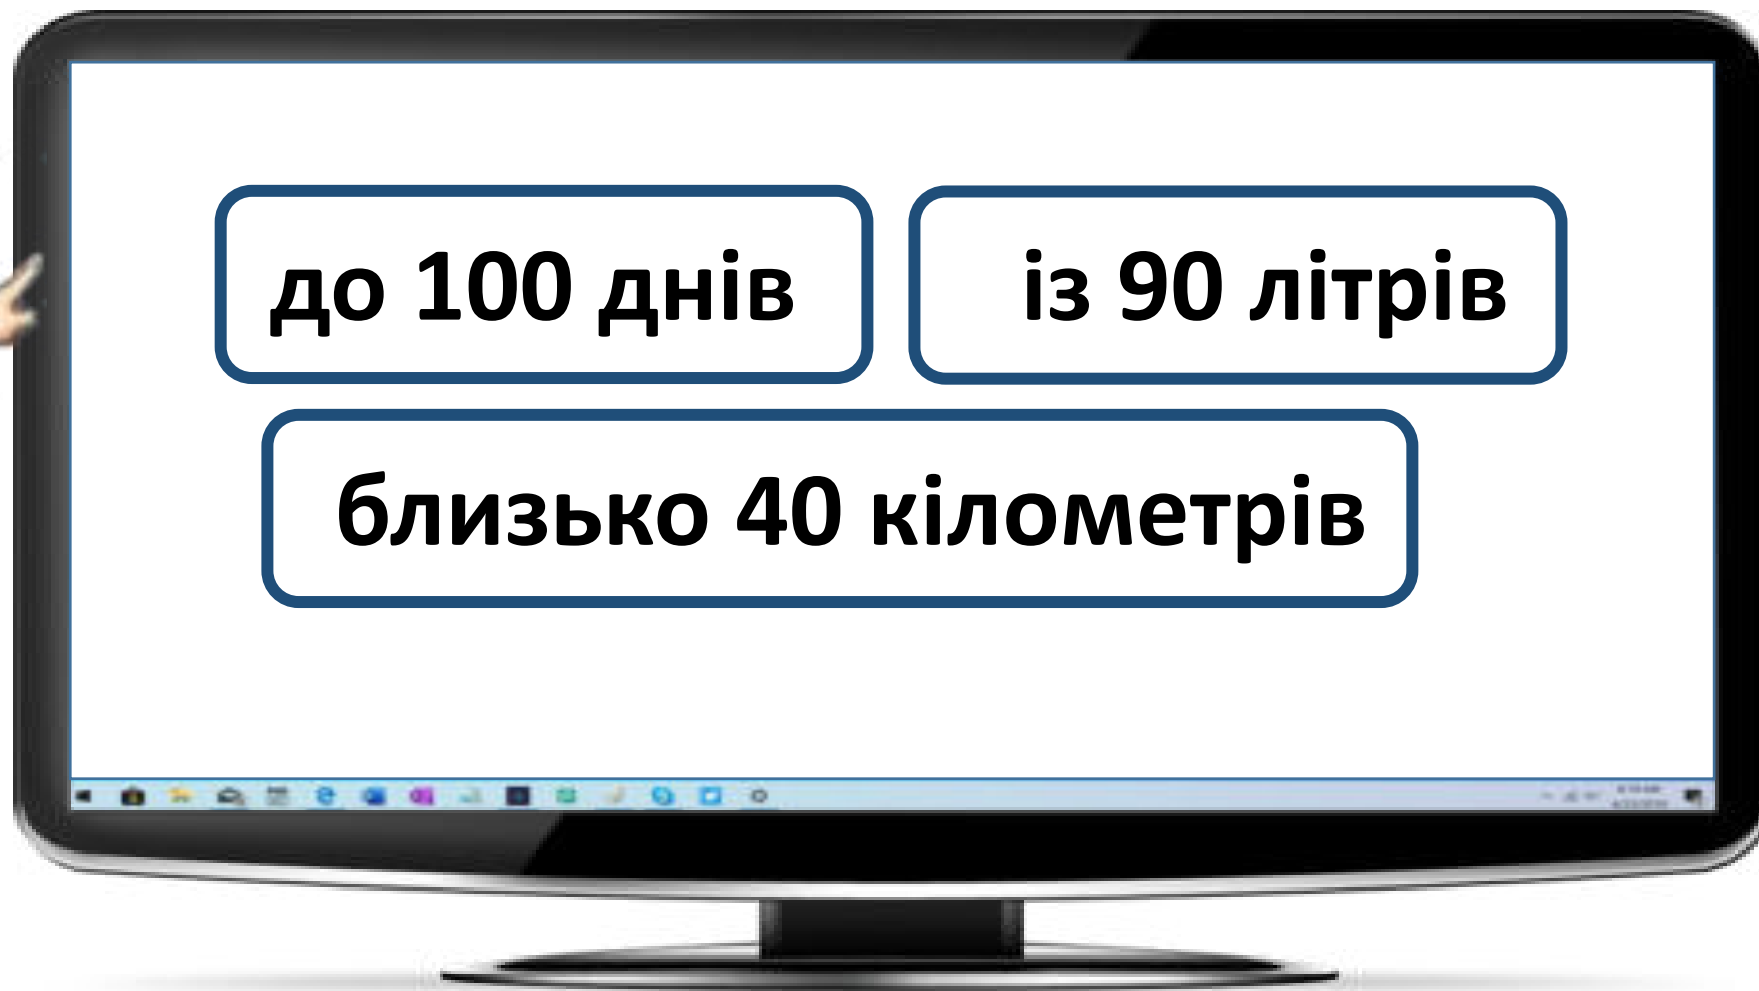 до 100 днів
із 90 літрів
близько 40 кілометрів